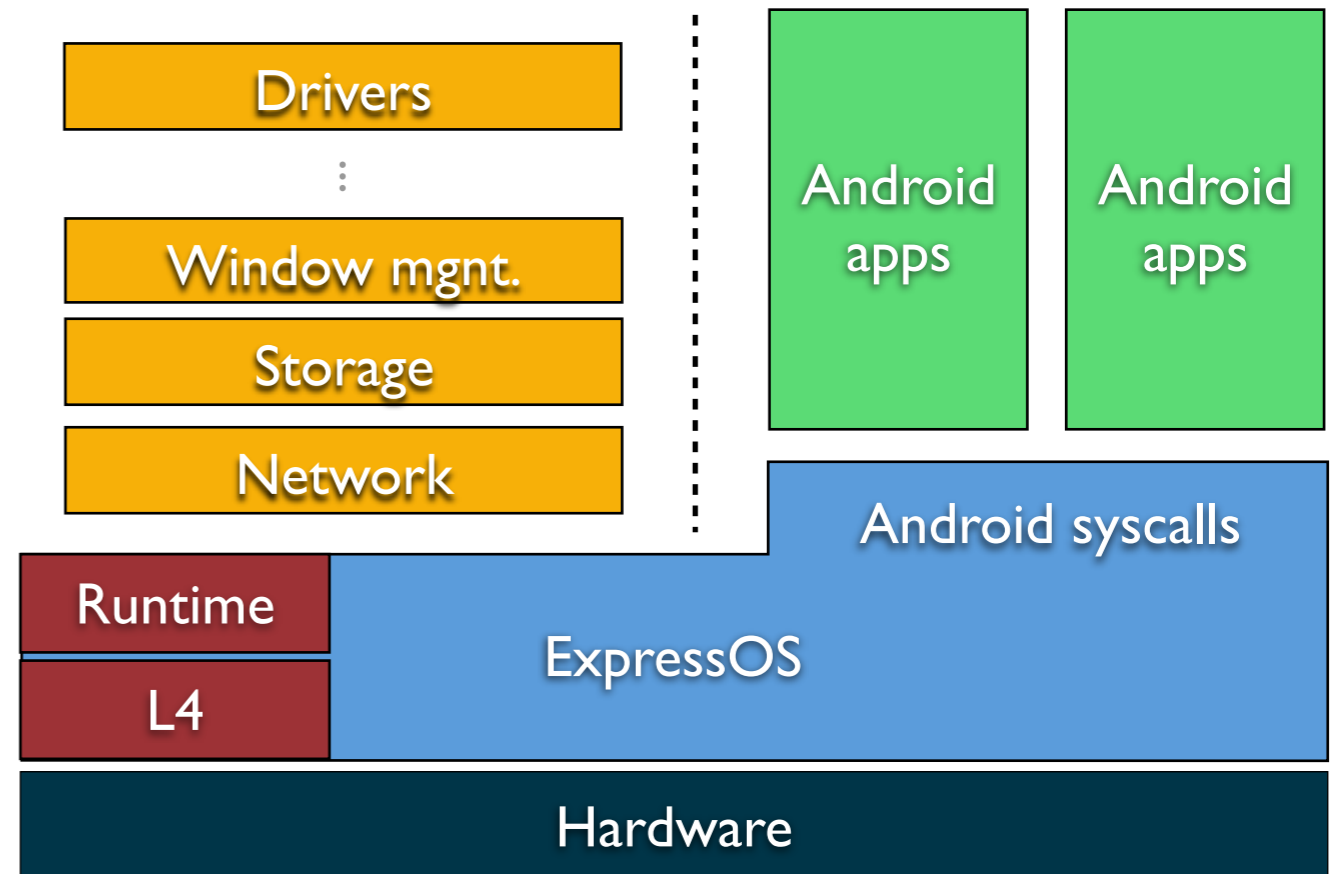 Drivers
Window mgnt.
Storage
Network
Android
apps
Android
apps
Android syscalls
Runtime
ExpressOS
L4
Hardware